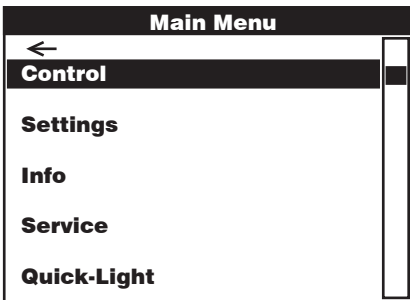 Main Menu
←
Control
Settings
Info
Service
Quick-Light